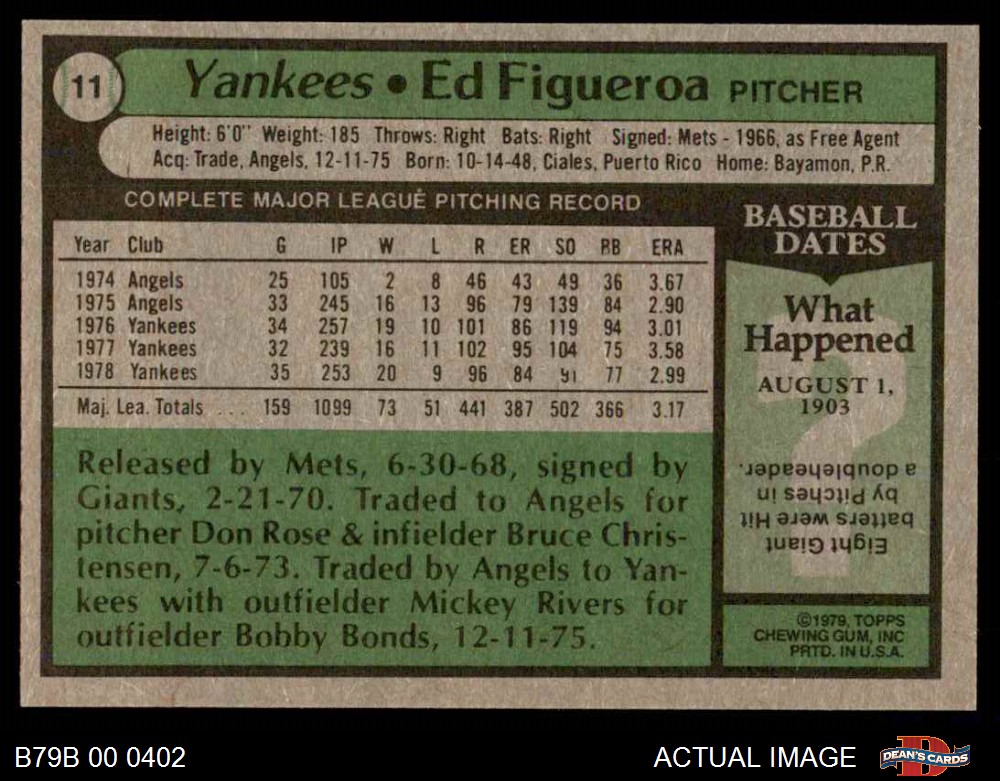 11 Yankees • Ed Figueroa PITCHER
Height: 6'0" Weight: 185 Throws: Right Bats: Right Signed: Mets - 1966, as Free Agent
Acq: Trade, Angels, 12-11-75 Born: 10-14-48, Ciales, Puerto Rico Home: Bayamon, P.R.
COMPLETE MAJOR LEAGUE PITCHING RECORD
Year Club G IP W L R ER SO BB ERA
1974 Angels 25 105 2 8 46 43 49 36 3.67
1975 Angels 33 245 16 13 96 79 139 84 2.90
1976 Yankees 34 257 19 10 101 86 119 94 3.01
1977 Yankees 32 239 16 11 102 95 104 75 3.58
1978 Yankees 35 253 20 9 96 84 91 77 2.99
Maj. Lea. Totals ... 159 1099 73 51 441 387 502 366 3.17
Released by Mets, 6-30-68, signed by
Giants, 2-21-70. Traded to Angels for
pitcher Don Rose & infielder Bruce Chris-
tensen, 7-6-73. Traded by Angels to Yan-
kees with outfielder Mickey Rivers for
outfielder Bobby Bonds, 12-11-75.
BASEBALL
DATES
What
Happened
AUGUST 1,
1903
?
Eight Giant
batters were Hit
by Pitches in
a doubleheader.
©1979, TOPPS
CHEWING GUM, INC
PRTD. IN U.S.A.
B79B 00 0402
ACTUAL IMAGE
D
DEAN'S CARDS